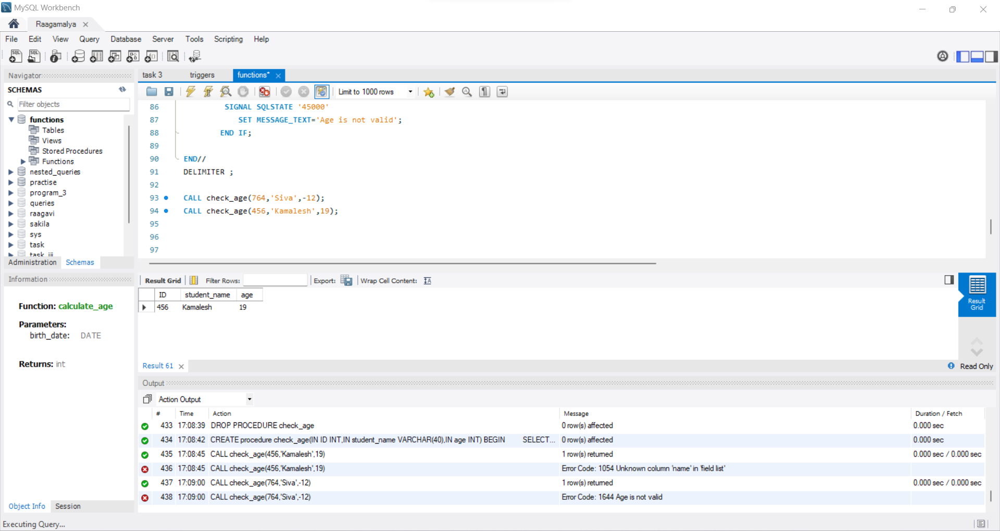 MySQL Workbench
Raagamalya
File Edit View Query Database Server Tools Scripting Help
Navigator
SCHEMAS
Filter objects
functions
Tables
Views
Stored Procedures
Functions
nested_queries
practise
program_3
queries
raagavi
sakila
sys
task
task_iii
Administration Schemas
Information
Function: calculate_age
Parameters:
birth_date: DATE
Returns: int
Object Info Session
task 3 triggers functions*
Limit to 1000 rows
86 SIGNAL SQLSTATE '45000'
87 SET MESSAGE_TEXT='Age is not valid';
88 END IF;
89
90 END//
91 DELIMITER ;
92
93 CALL check_age(764,'Siva',-12);
94 CALL check_age(456,'Kamalesh',19);
95
96
97
Result Grid Filter Rows: Export: Wrap Cell Content:
ID student_name age
456 Kamalesh 19
Result Grid
Result 61 Read Only
Output
Action Output
# Time Action Message Duration / Fetch
433 17:08:39 DROP PROCEDURE check_age 0 row(s) affected 0.000 sec
434 17:08:42 CREATE procedure check_age(IN ID INT,IN student_name VARCHAR(40),IN age INT) BEGIN SELECT... 0 row(s) affected 0.000 sec
435 17:08:45 CALL check_age(456,'Kamalesh',19) 1 row(s) returned 0.000 sec / 0.000 sec
436 17:08:45 CALL check_age(456,'Kamalesh',19) Error Code: 1054 Unknown column 'name' in 'field list'
437 17:09:00 CALL check_age(764,'Siva',-12) 1 row(s) returned 0.000 sec / 0.000 sec
438 17:09:00 CALL check_age(764,'Siva',-12) Error Code: 1644 Age is not valid
Executing Query...